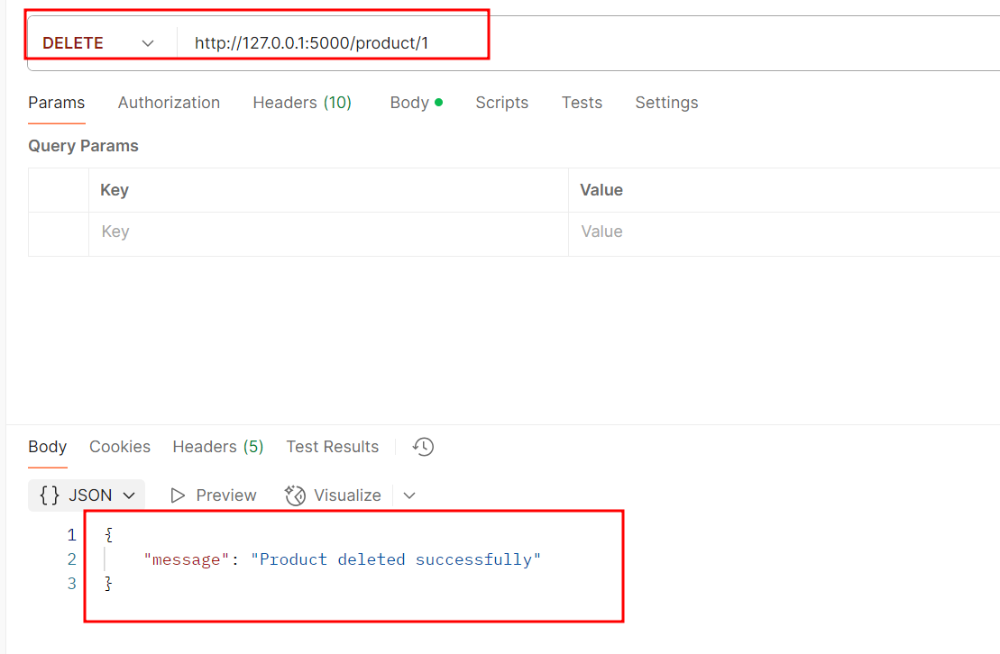 DELETE http://127.0.0.1:5000/product/1
Params Authorization Headers (10) Body Scripts Tests Settings
Query Params
Key Value
Key Value
Body Cookies Headers (5) Test Results
{} JSON Preview Visualize
1 {
2 "message": "Product deleted successfully"
3 }